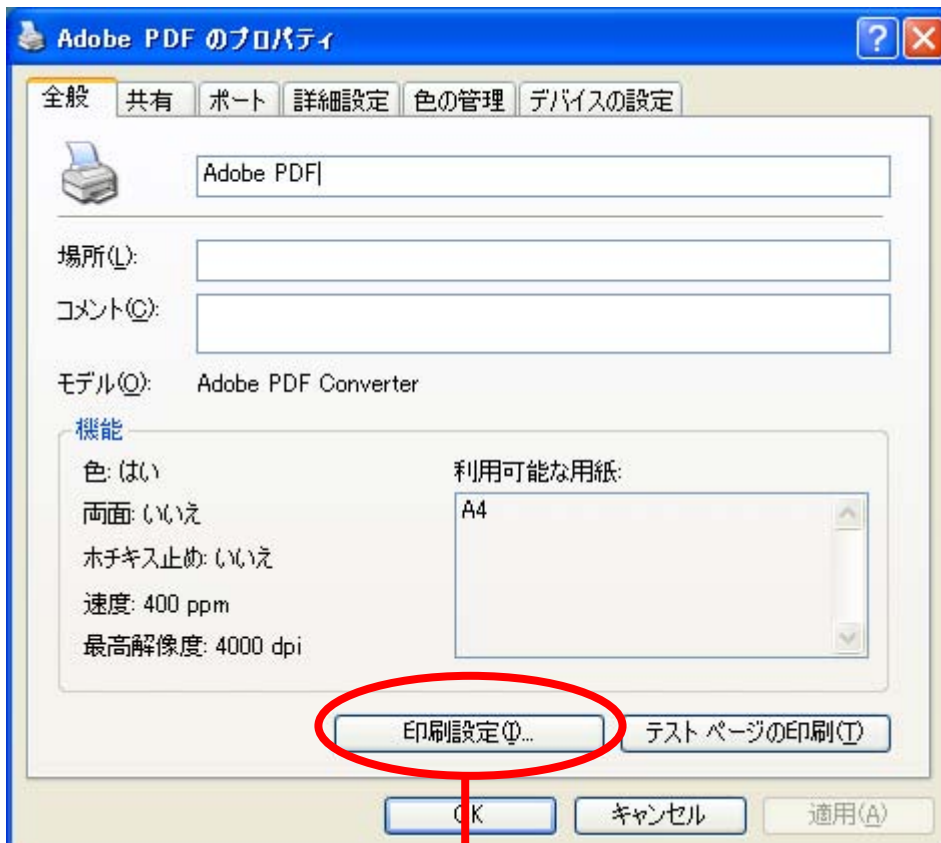 Adobe PDF のプロパティ
全般 共有 ポート 詳細設定 色の管理 デバイスの設定
Adobe PDF
場所(L):
コメント(C):
モデル(O): Adobe PDF Converter
機能
色: はい 利用可能な用紙:
両面: いいえ A4
ホチキス止め: いいえ
速度: 400 ppm
最高解像度: 4000 dpi
印刷設定(I)... テスト ページの印刷(T)
OK キャンセル 適用(A)